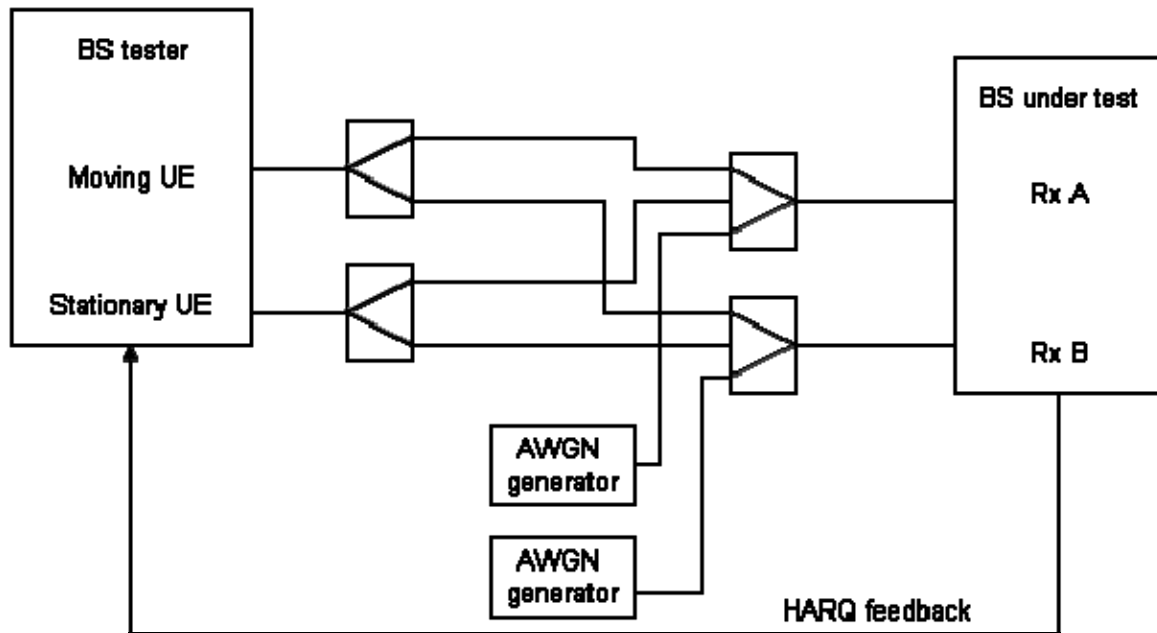 BS tester
Moving UE
Stationary UE
BS under test
Rx A
Rx B
AWGN
generator
AWGN
generator
HARQ feedback